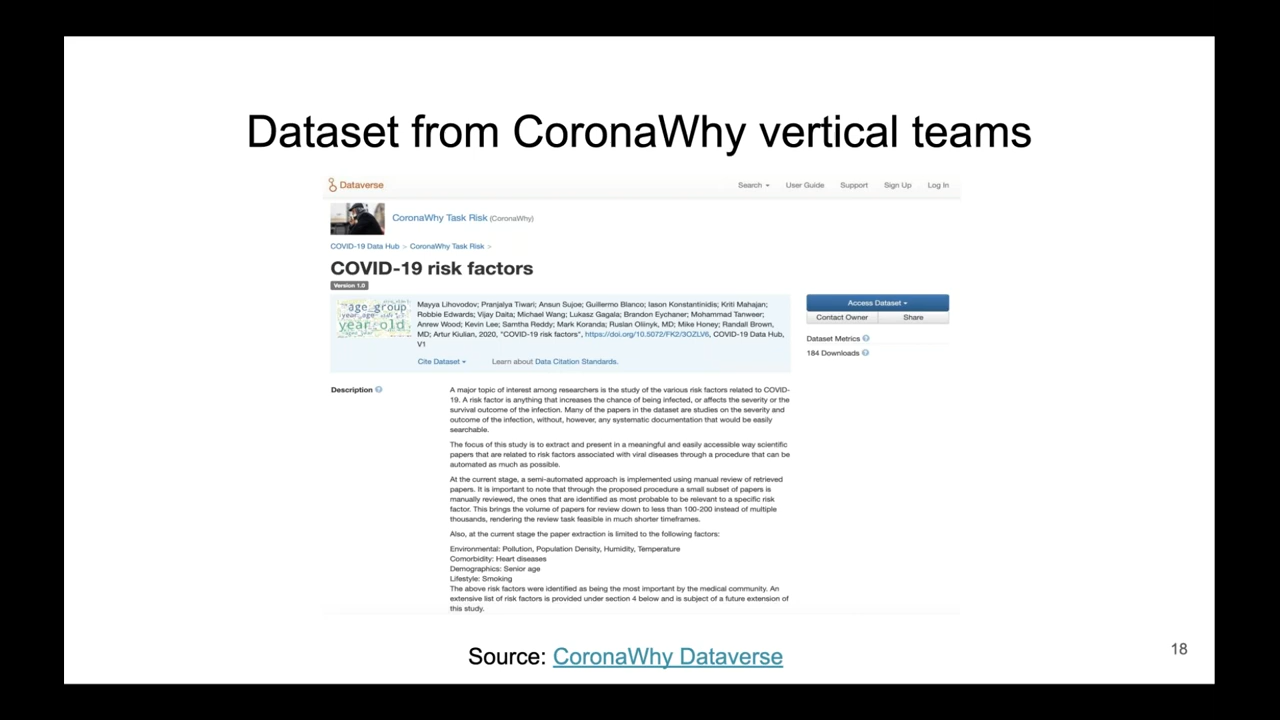 Dataset from CoronaWhy vertical teams
Dataverse
Search
User Guide
Support
Sign Up
Log In
CoronaWhy Task Risk (CoronaWhy)
COVID-19 Data Hub > CoronaWhy Task Risk >
COVID-19 risk factors
Version 1.0
age_group
year_old
Mayya Lihovodov; Pranjalya Tiwari; Ansun Sujoe; Guillermo Blanco; Iason Konstantinidis; Kriti Mahajan;
Robbie Edwards; Vijay Daita; Michael Wang; Lukasz Gagala; Brandon Eychaner; Mohammad Tanweer;
Anrew Wood; Kevin Lee; Samtha Reddy; Mark Koranda; Ruslan Oliinyk, MD; Mike Honey; Randall Brown,
MD; Artur Kiulian, 2020, "COVID-19 risk factors", https://doi.org/10.5072/FK2/3OZLV6, COVID-19 Data Hub,
V1
Cite Dataset
Learn about Data Citation Standards.
Access Dataset
Contact Owner
Share
Dataset Metrics
184 Downloads
Description
A major topic of interest among researchers is the study of the various risk factors related to COVID-
19. A risk factor is anything that increases the chance of being infected, or affects the severity or the
survival outcome of the infection. Many of the papers in the dataset are studies on the severity and
outcome of the infection, without, however, any systematic documentation that would be easily
searchable.
The focus of this study is to extract and present in a meaningful and easily accessible way scientific
papers that are related to risk factors associated with viral diseases through a procedure that can be
automated as much as possible.
At the current stage, a semi-automated approach is implemented using manual review of retrieved
papers. It is important to note that through the proposed procedure a small subset of papers is
manually reviewed, the ones that are identified as most probable to be relevant to a specific risk
factor. This brings the volume of papers for review down to less than 100-200 instead of multiple
thousands, rendering the review task feasible in much shorter timeframes.
Also, at the current stage the paper extraction is limited to the following factors:
Environmental: Pollution, Population Density, Humidity, Temperature
Comorbidity: Heart diseases
Demographics: Senior age
Lifestyle: Smoking
The above risk factors were identified as being the most important by the medical community. An
extensive list of risk factors is provided under section 4 below and is subject of a future extension of
this study.
Source: CoronaWhy Dataverse
18